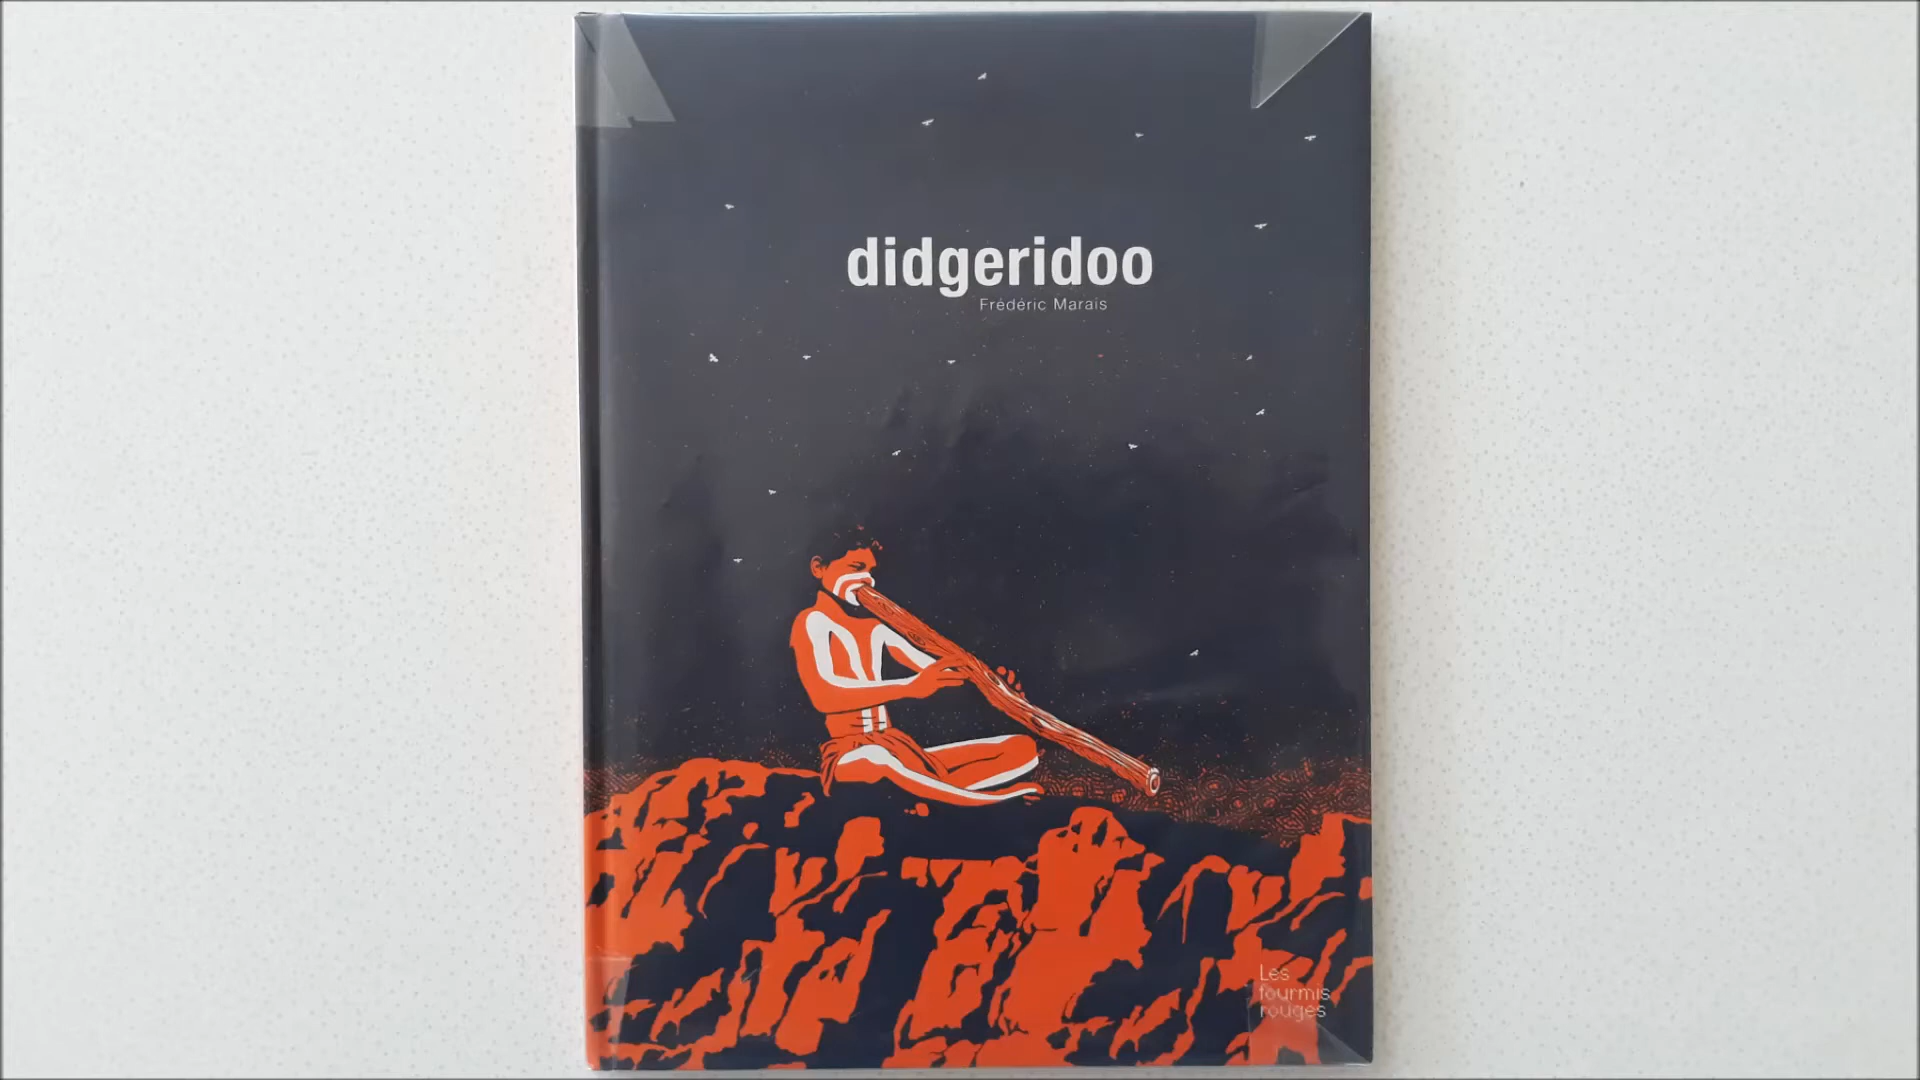 didgeridoo
Frédéric Marais
Les
fourmis
rouges